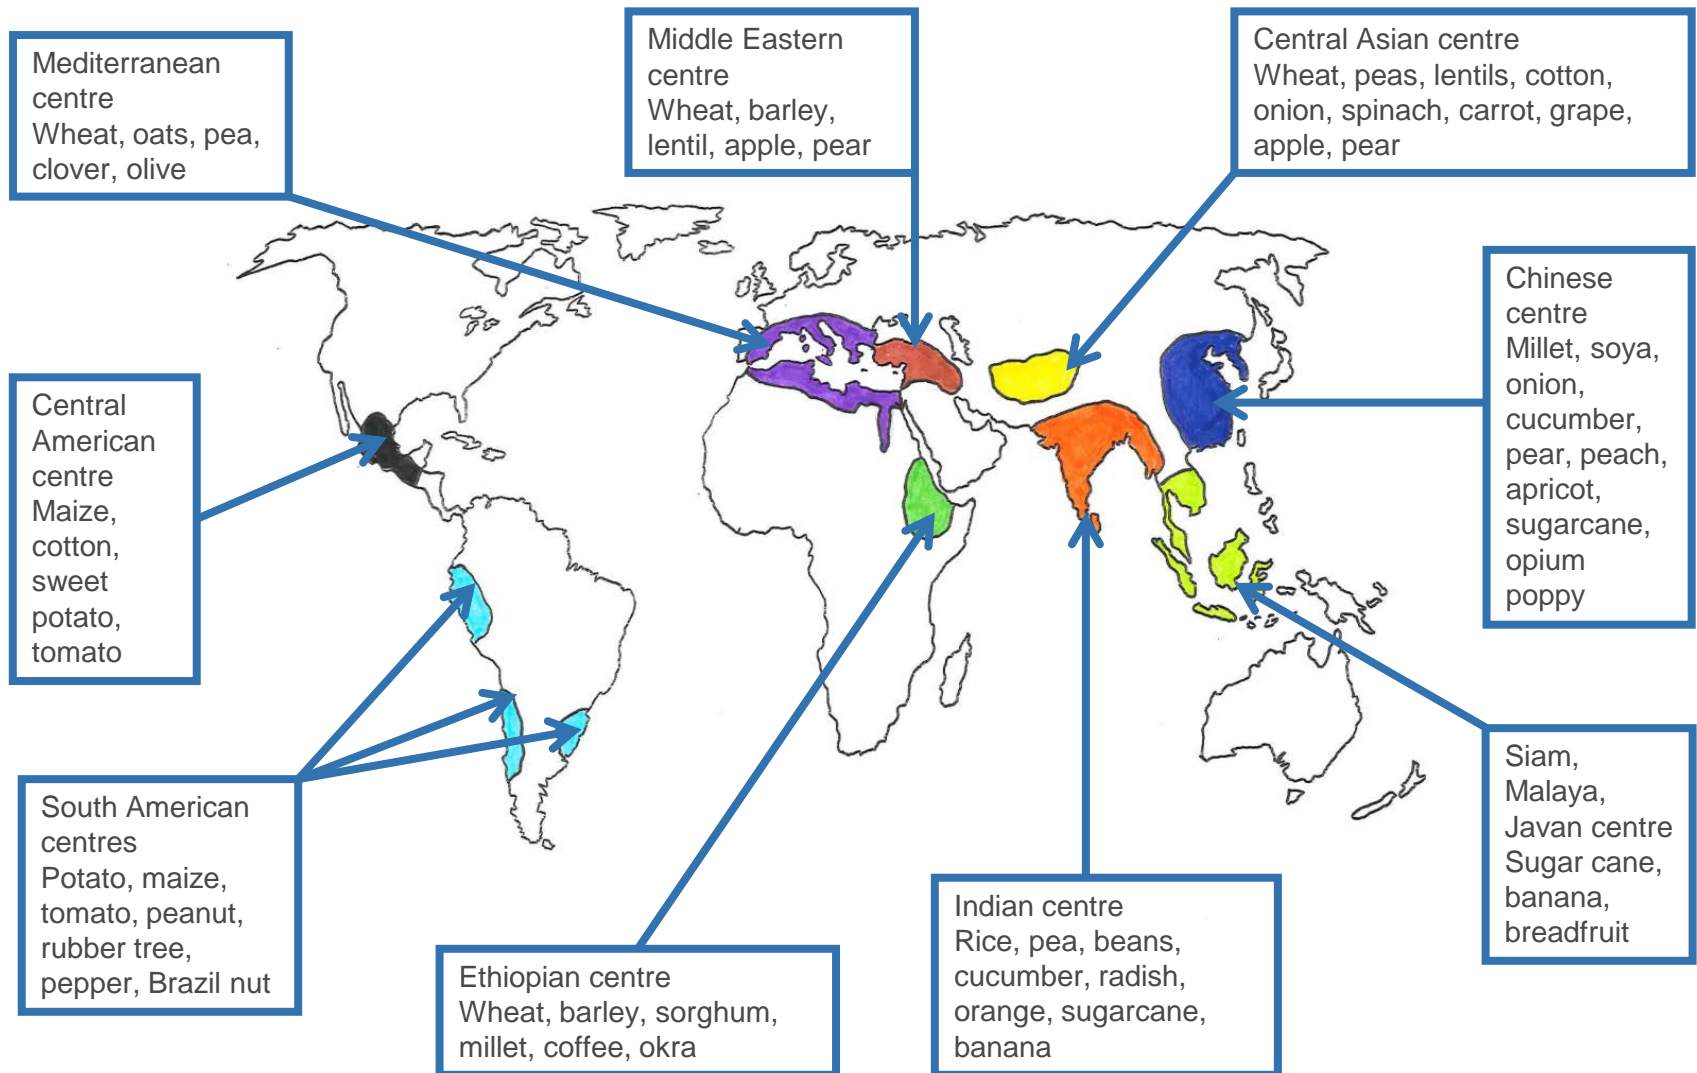 Mediterranean
centre
Wheat, oats, pea,
clover, olive
Middle Eastern
centre
Wheat, barley,
lentil, apple, pear
Central Asian centre
Wheat, peas, lentils, cotton,
onion, spinach, carrot, grape,
apple, pear
Chinese
centre
Millet, soya,
onion,
cucumber,
pear, peach,
apricot,
sugarcane,
opium
poppy
Central
American
centre
Maize,
cotton,
sweet
potato,
tomato
South American
centres
Potato, maize,
tomato, peanut,
rubber tree,
pepper, Brazil nut
Ethiopian centre
Wheat, barley, sorghum,
millet, coffee, okra
Indian centre
Rice, pea, beans,
cucumber, radish,
orange, sugarcane,
banana
Siam,
Malaya,
Javan centre
Sugar cane,
banana,
breadfruit